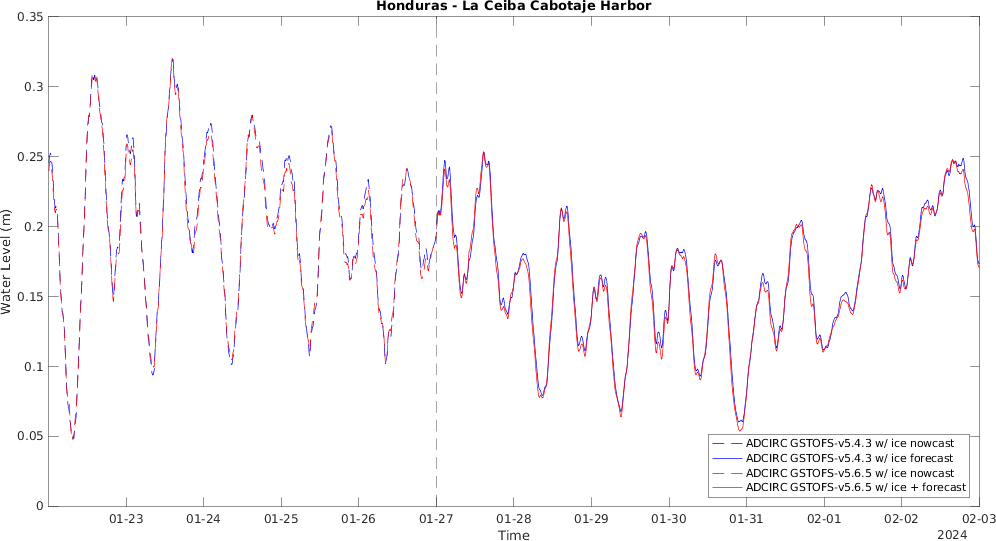 Honduras - La Ceiba Cabotaje Harbor
0.35
0.3
0.25
0.2
0.15
0.1
0.05
0
Water Level (m)
01-23 01-24 01-25 01-26 01-27 01-28 01-29 01-30 01-31 02-01 02-02 02-03
Time
2024
ADCIRC GSTOFS-v5.4.3 w/ ice nowcast
ADCIRC GSTOFS-v5.4.3 w/ ice forecast
ADCIRC GSTOFS-v5.6.5 w/ ice nowcast
ADCIRC GSTOFS-v5.6.5 w/ ice + forecast